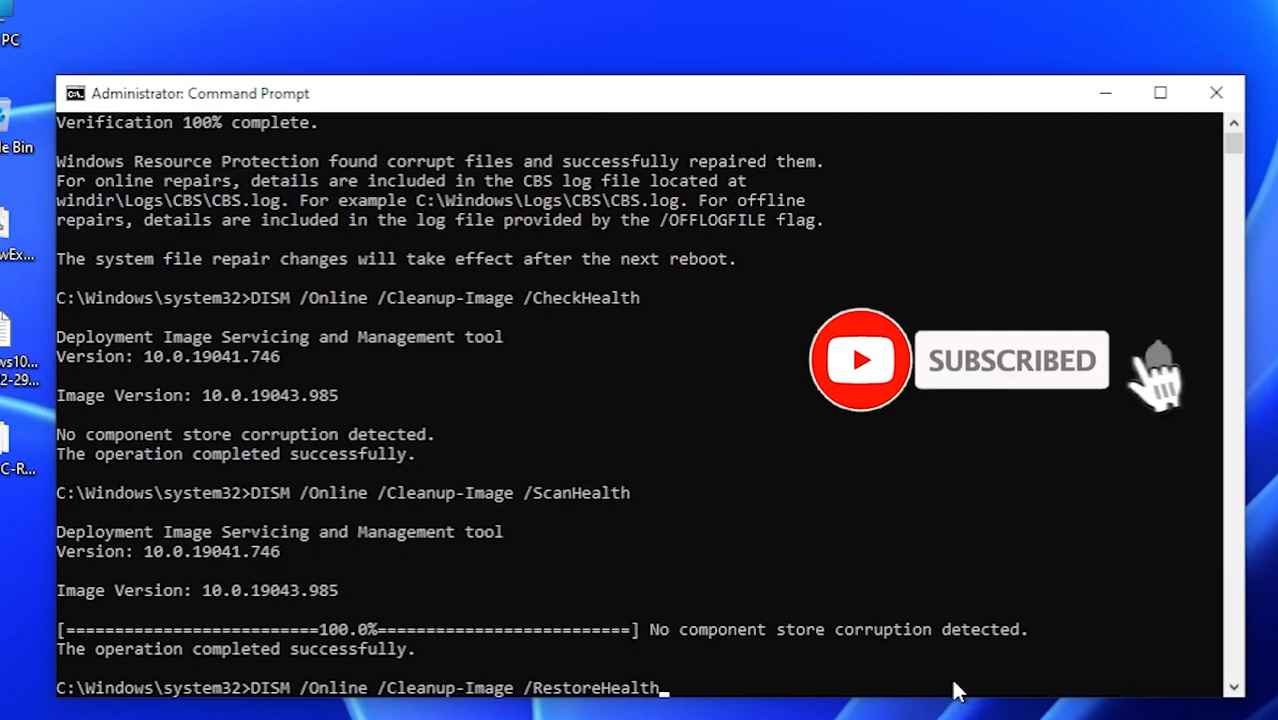 PC
le Bin
wEx...
ws10...
2-29...
C-R...
Administrator: Command Prompt
Verification 100% complete.
Windows Resource Protection found corrupt files and successfully repaired them.
For online repairs, details are included in the CBS log file located at
windir\Logs\CBS\CBS.log. For example C:\Windows\Logs\CBS\CBS.log. For offline
repairs, details are included in the log file provided by the /OFFLOGFILE flag.
The system file repair changes will take effect after the next reboot.
C:\Windows\system32>DISM /Online /Cleanup-Image /CheckHealth
Deployment Image Servicing and Management tool
Version: 10.0.19041.746
Image Version: 10.0.19043.985
No component store corruption detected.
The operation completed successfully.
C:\Windows\system32>DISM /Online /Cleanup-Image /ScanHealth
Deployment Image Servicing and Management tool
Version: 10.0.19041.746
Image Version: 10.0.19043.985
[==========================100.0%==========================] No component store corruption detected.
The operation completed successfully.
C:\Windows\system32>DISM /Online /Cleanup-Image /RestoreHealth
SUBSCRIBED